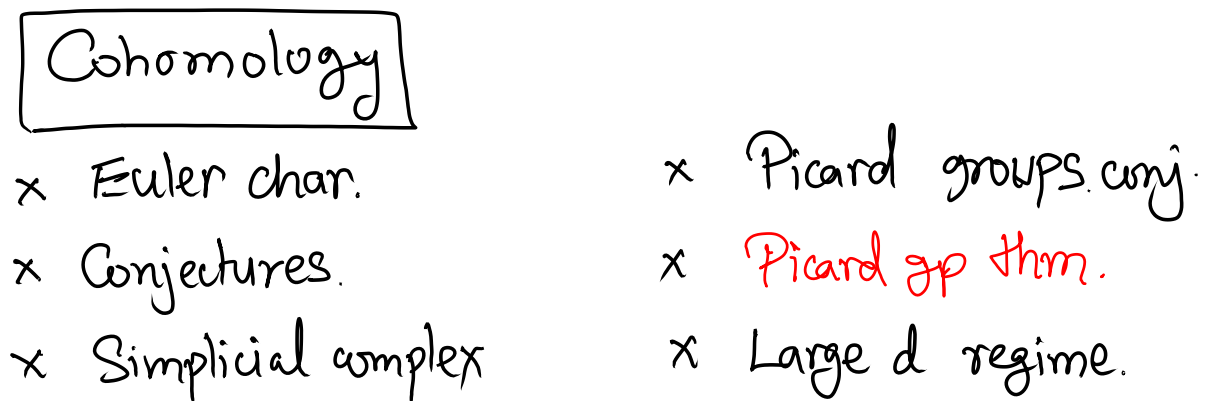 Cohomology
x Euler char.
x Conjectures.
x Simplicial complex
x Picard groups. conj.
x Picard gp thm.
x Large d regime.